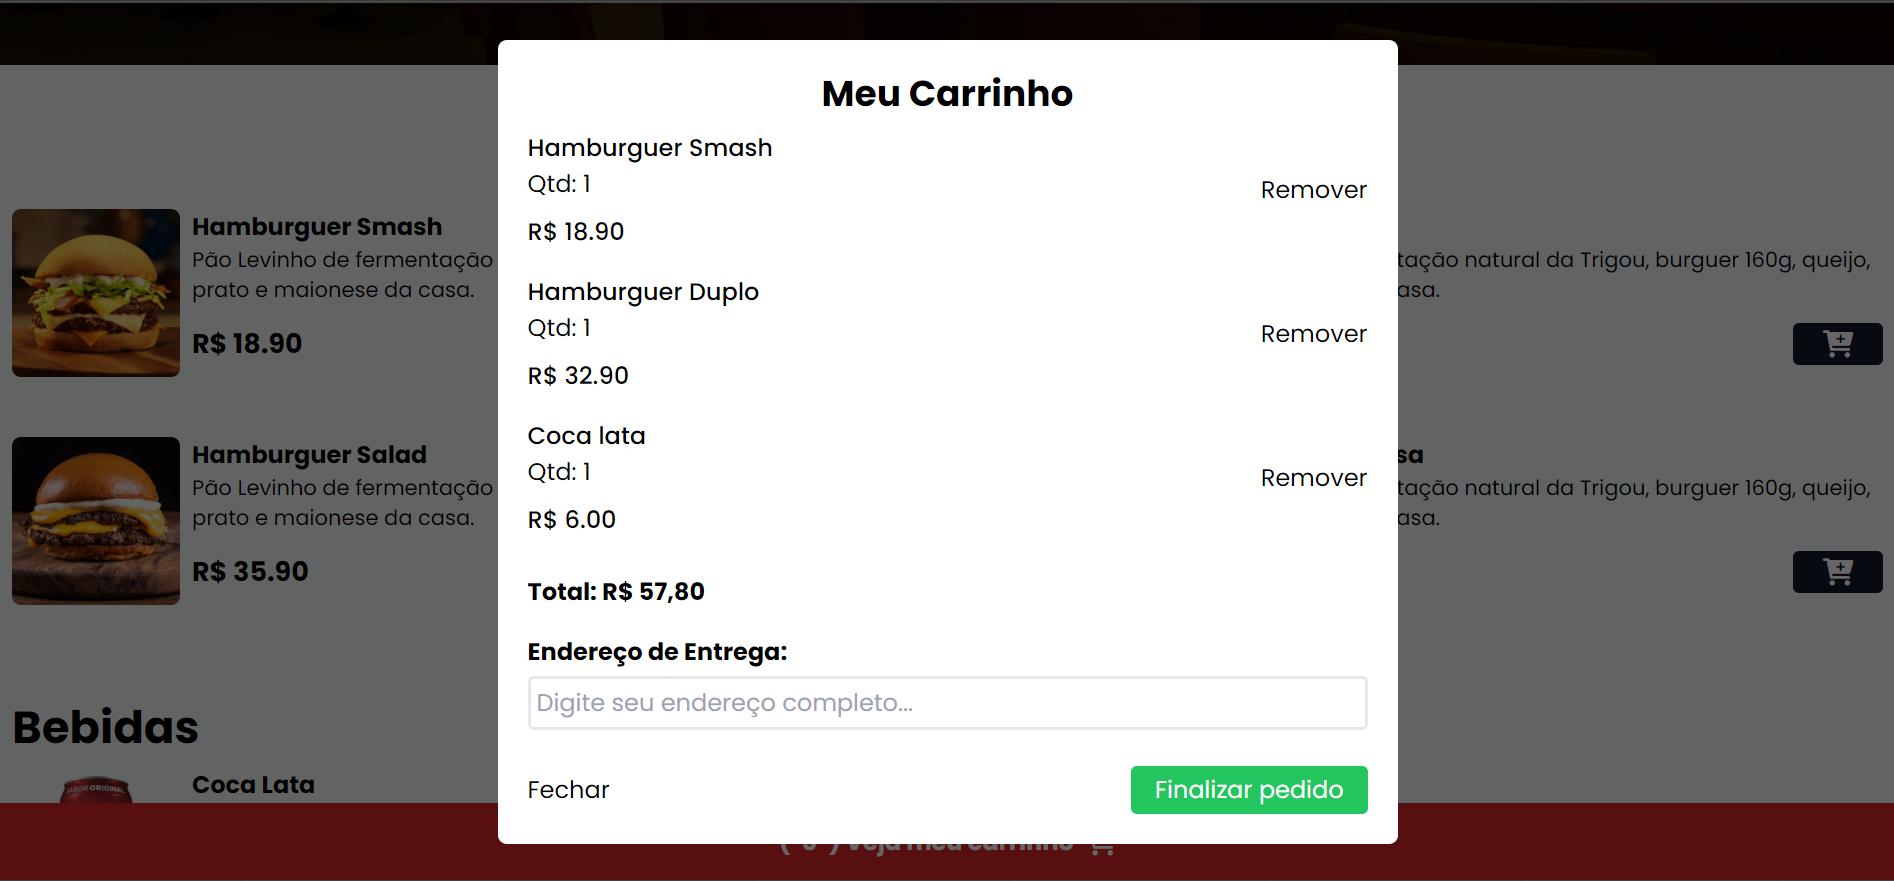 Meu Carrinho
Hamburguer Smash
Qtd: 1
Remover
R$ 18.90
Hamburguer Duplo
Qtd: 1
Remover
R$ 32.90
Coca lata
Qtd: 1
Remover
R$ 6.00
Total: R$ 57,80
Endereço de Entrega:
Digite seu endereço completo...
Fechar
Finalizar pedido
Hamburguer Smash
Pão Levinho de fermentação
prato e maionese da casa.
R$ 18.90
tação natural da Trigou, burguer 160g, queijo,
asa.
Hamburguer Salad
Pão Levinho de fermentação
prato e maionese da casa.
R$ 35.90
sa
tação natural da Trigou, burguer 160g, queijo,
asa.
Bebidas
Coca Lata
SABOR ORIGINAL
Veja meu carrinho